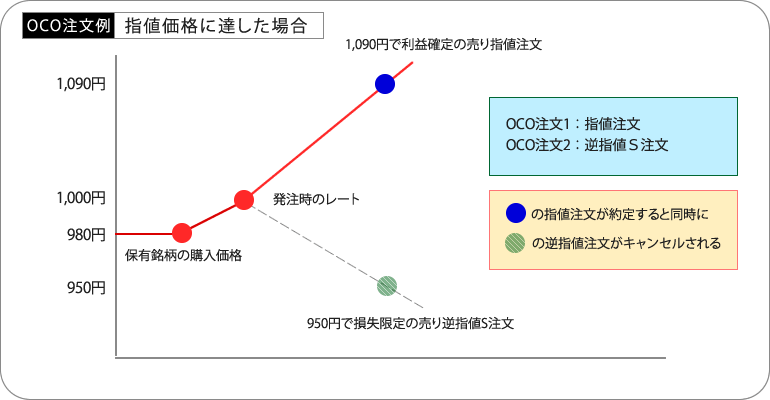 OCO注文例 指値価格に達した場合
1,090円で利益確定の売り指値注文
1,090円
OCO注文1：指値注文
OCO注文2：逆指値S注文
1,000円
発注時のレート
の指値注文が約定すると同時に
980円
の逆指値注文がキャンセルされる
保有銘柄の購入価格
950円
950円で損失限定の売り逆指値S注文